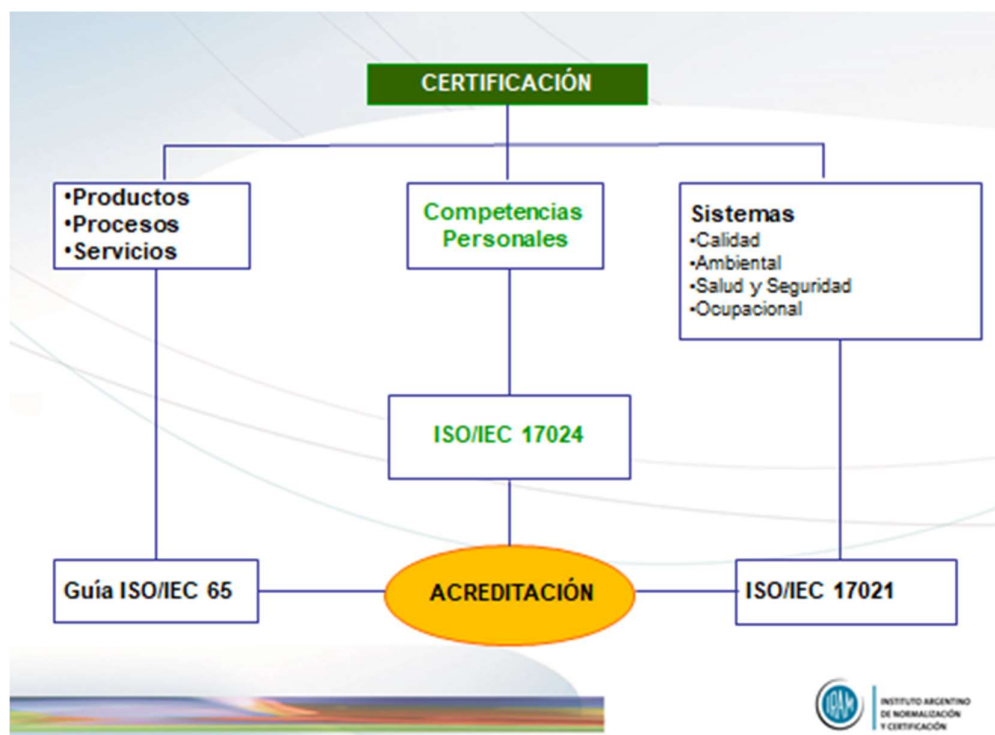 CERTIFICACIÓN
•Productos
•Procesos
•Servicios
Competencias
Personales
Sistemas
•Calidad
•Ambiental
•Salud y Seguridad
•Ocupacional
ISO/IEC 17024
Guía ISO/IEC 65
ACREDITACIÓN
ISO/IEC 17021
IRAM
INSTITUTO ARGENTINO
DE NORMALIZACIÓN
Y CERTIFICACIÓN